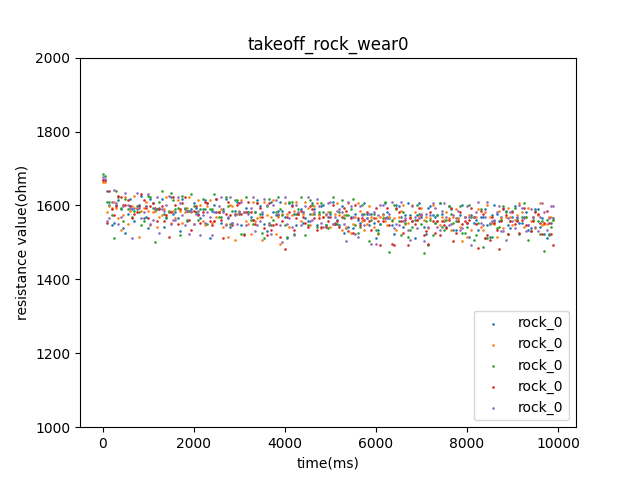 takeoff_rock_wear0
2000
1800
1600
1400
1200
1000
resistance value(ohm)
rock_0
rock_0
rock_0
rock_0
rock_0
0 2000 4000 6000 8000 10000
time(ms)